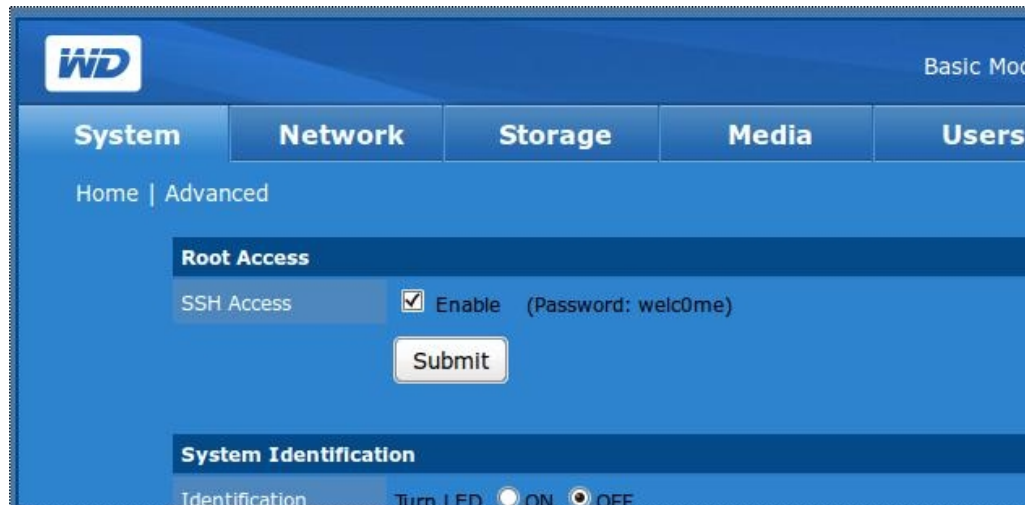 WD
Basic Mod
System Network Storage Media Users
Home | Advanced
Root Access
SSH Access Enable (Password: welc0me)
Submit
System Identification
Identification Turn LED ON OFF